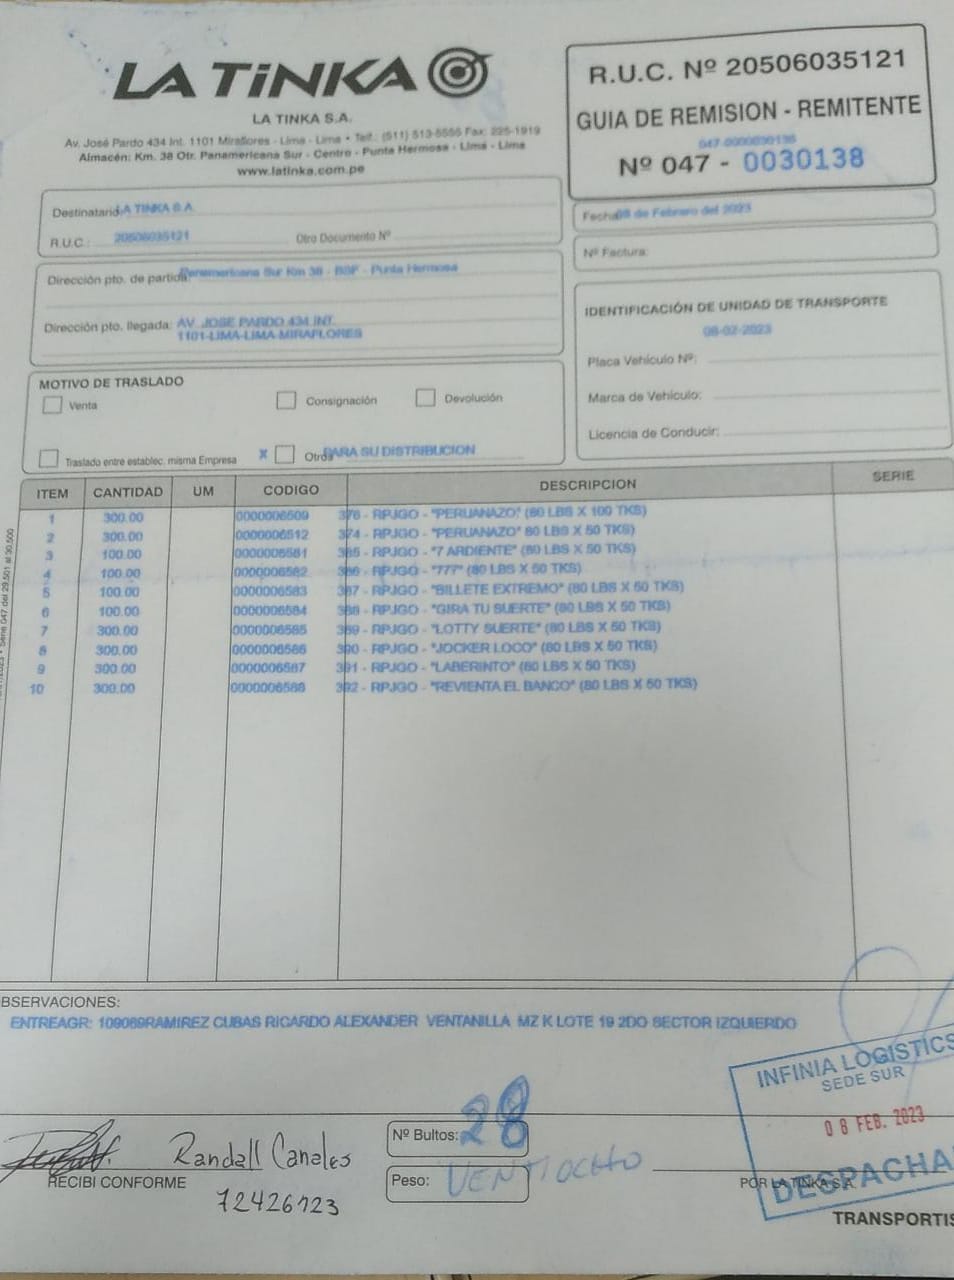 LA TiNKA
LA TINKA S.A.
Av. José Pardo 434 Int. 1101 Miraflores - Lima - Lima • Telf.: (511) 513-5555 Fax: 225-1919
Almacén: Km. 38 Otr. Panamericana Sur - Centro - Punta Hermosa - Lima - Lima
www.latinka.com.pe
R.U.C. Nº 20506035121
GUIA DE REMISION - REMITENTE
047-0000030138
Nº 047 - 0030138
Destinatario: LA TINKA S.A.
R.U.C.: 20506035121 Otro Documento Nº
Fecha: 08 de Febrero del 2023
Nº Factura:
Dirección pto. de partida: Panamericana Sur Km 38 - BSF - Punta Hermosa
Dirección pto. llegada: AV. JOSE PARDO 434 INT.
1101-LIMA-LIMA-MIRAFLORES
IDENTIFICACIÓN DE UNIDAD DE TRANSPORTE
08-02-2023
Placa Vehículo Nº:
Marca de Vehículo:
Licencia de Conducir:
MOTIVO DE TRASLADO
Venta Consignación Devolución
Traslado entre establec. misma Empresa X Otros PARA SU DISTRIBUCION
ITEM CANTIDAD UM CODIGO DESCRIPCION SERIE
1 300.00 0000006509 376 - RPJGO - "PERUANAZO" (80 LBS X 100 TKS)
2 300.00 0000006512 374 - RPJGO - "PERUANAZO" 80 LBS X 50 TKS)
3 100.00 0000006581 385 - RPJGO - "7 ARDIENTE" (80 LBS X 50 TKS)
4 100.00 0000006582 386 - RPJGO - "777" (80 LBS X 50 TKS)
5 100.00 0000006583 387 - RPJGO - "BILLETE EXTREMO" (80 LBS X 50 TKS)
6 100.00 0000006584 388 - RPJGO - "GIRA TU SUERTE" (80 LBS X 50 TKS)
7 300.00 0000006585 389 - RPJGO - "LOTTY SUERTE" (80 LBS X 50 TKS)
8 300.00 0000006586 390 - RPJGO - "JOCKER LOCO" (80 LBS X 50 TKS)
9 300.00 0000006587 391 - RPJGO - "LABERINTO" (80 LBS X 50 TKS)
10 300.00 0000006588 392 - RPJGO - "REVIENTA EL BANCO" (80 LBS X 50 TKS)
Serie 047 del 29,501 al 30,500
BSERVACIONES:
ENTREAGR: 109069RAMIREZ CUBAS RICARDO ALEXANDER VENTANILLA MZ K LOTE 19 2DO SECTOR IZQUIERDO
INFINIA LOGISTICS
SEDE SUR
08 FEB. 2023
DESPACHA
Nº Bultos: 28
Randall Canales
RECIBI CONFORME
72426723
Peso: VENTIOCHO
POR LA TINKA S.A.
TRANSPORTIS